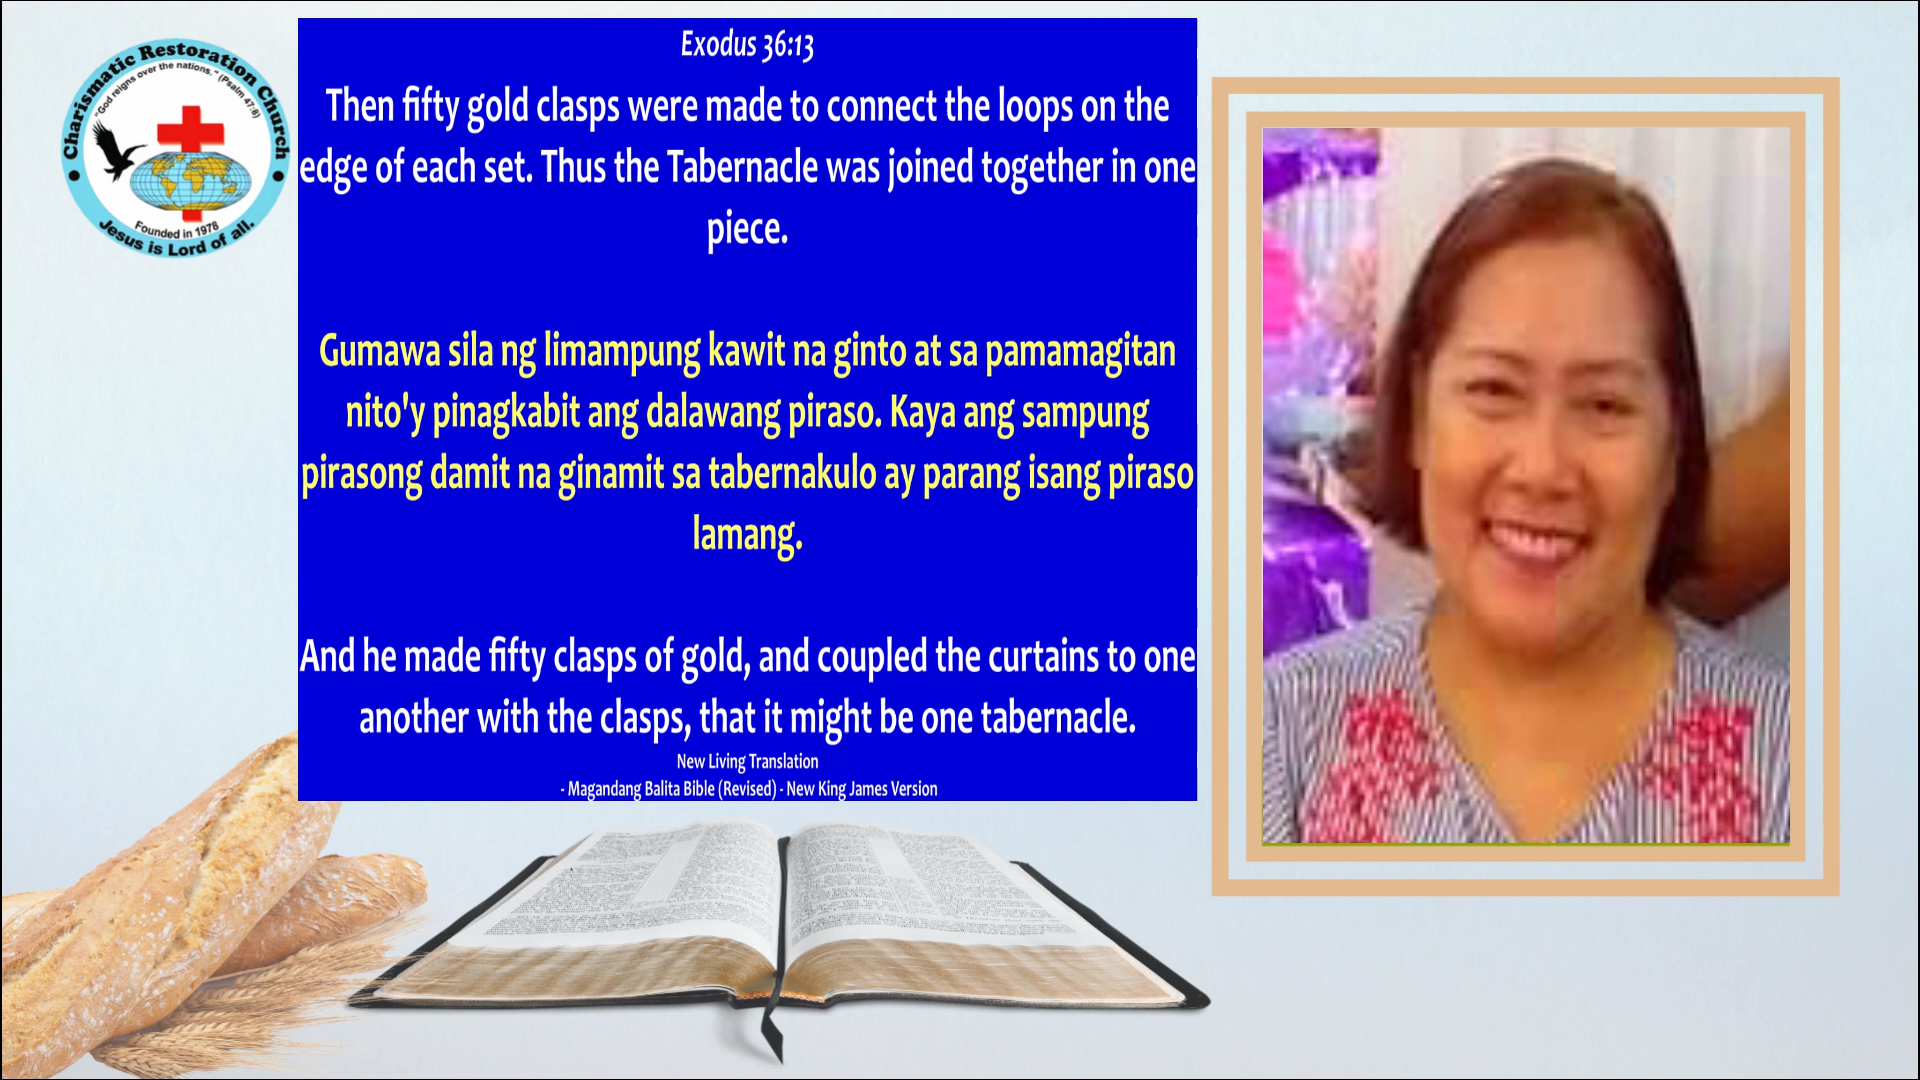 Charismatic Restoration Church
"God reigns over the nations." (Psalm 47:8)
Founded in 1978
Jesus is Lord of all.
Exodus 36:13
Then fifty gold clasps were made to connect the loops on the
edge of each set. Thus the Tabernacle was joined together in one
piece.
Gumawa sila ng limampung kawit na ginto at sa pamamagitan
nito'y pinagkabit ang dalawang piraso. Kaya ang sampung
pirasong damit na ginamit sa tabernakulo ay parang isang piraso
lamang.
And he made fifty clasps of gold, and coupled the curtains to one
another with the clasps, that it might be one tabernacle.
New Living Translation
- Magandang Balita Bible (Revised) - New King James Version